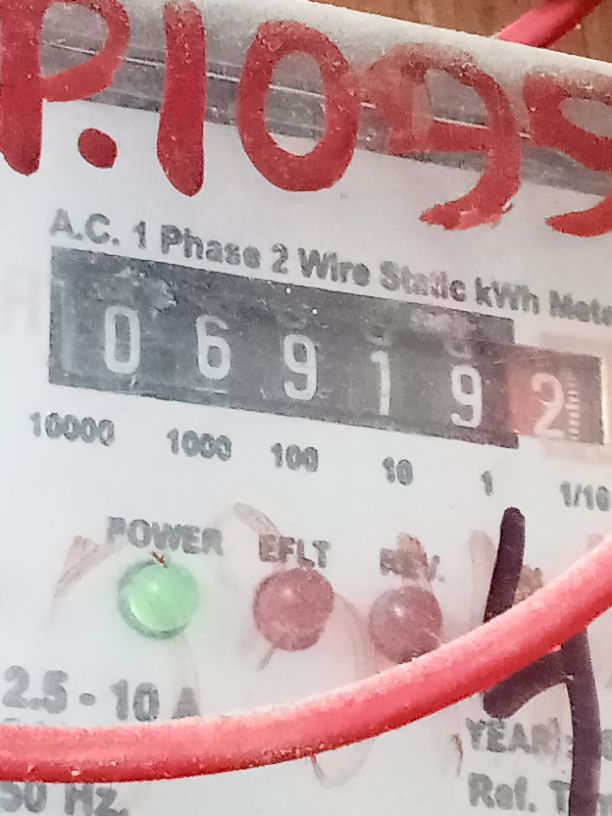 P.1095
A.C. 1 Phase 2 Wire Static kWh
0 6 9 1 9 2
10000 1000 100 10 1 1/10
POWER EFLT REV.
2.5 - 10 A
YEAR
50 Hz. Ref.